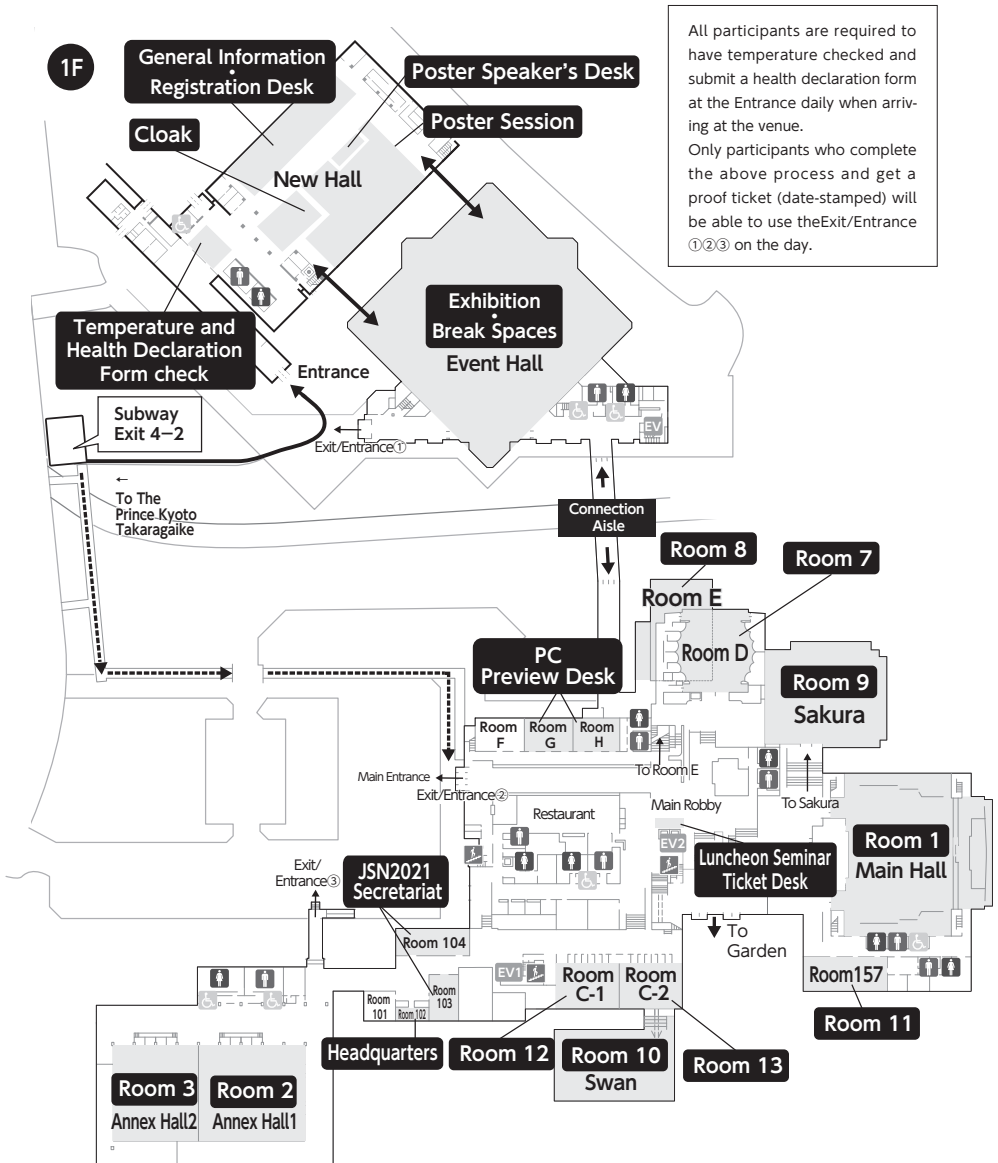 1F
General Information
・
Registration Desk
Poster Speaker's Desk
Poster Session
Cloak
New Hall
All participants are required to
have temperature checked and
submit a health declaration form
at the Entrance daily when arriv-
ing at the venue.
Only participants who complete
the above process and get a
proof ticket (date-stamped) will
be able to use theExit/Entrance
①②③ on the day.
Temperature and
Health Declaration
Form check
Exhibition
・
Break Spaces
Event Hall
Entrance
Subway
Exit 4−2
Exit/Entrance①
EV
←
To The
Prince Kyoto
Takaragaike
Connection
Aisle
Room 8
Room 7
Room E
Room D
PC
Preview Desk
Room 9
Sakura
Room
F
Room
G
Room
H
To Room E
Main Entrance
Exit/Entrance②
Main Robby
To Sakura
Restaurant
EV2
Luncheon Seminar
Ticket Desk
Room 1
Main Hall
Exit/
Entrance③
JSN2021
Secretariat
Room 104
To
Garden
EV1
Room
C-1
Room
C-2
Room157
Room
101
Room 102
Room
103
Room 11
Headquarters
Room 12
Room 10
Swan
Room 13
Room 3
Annex Hall2
Room 2
Annex Hall1